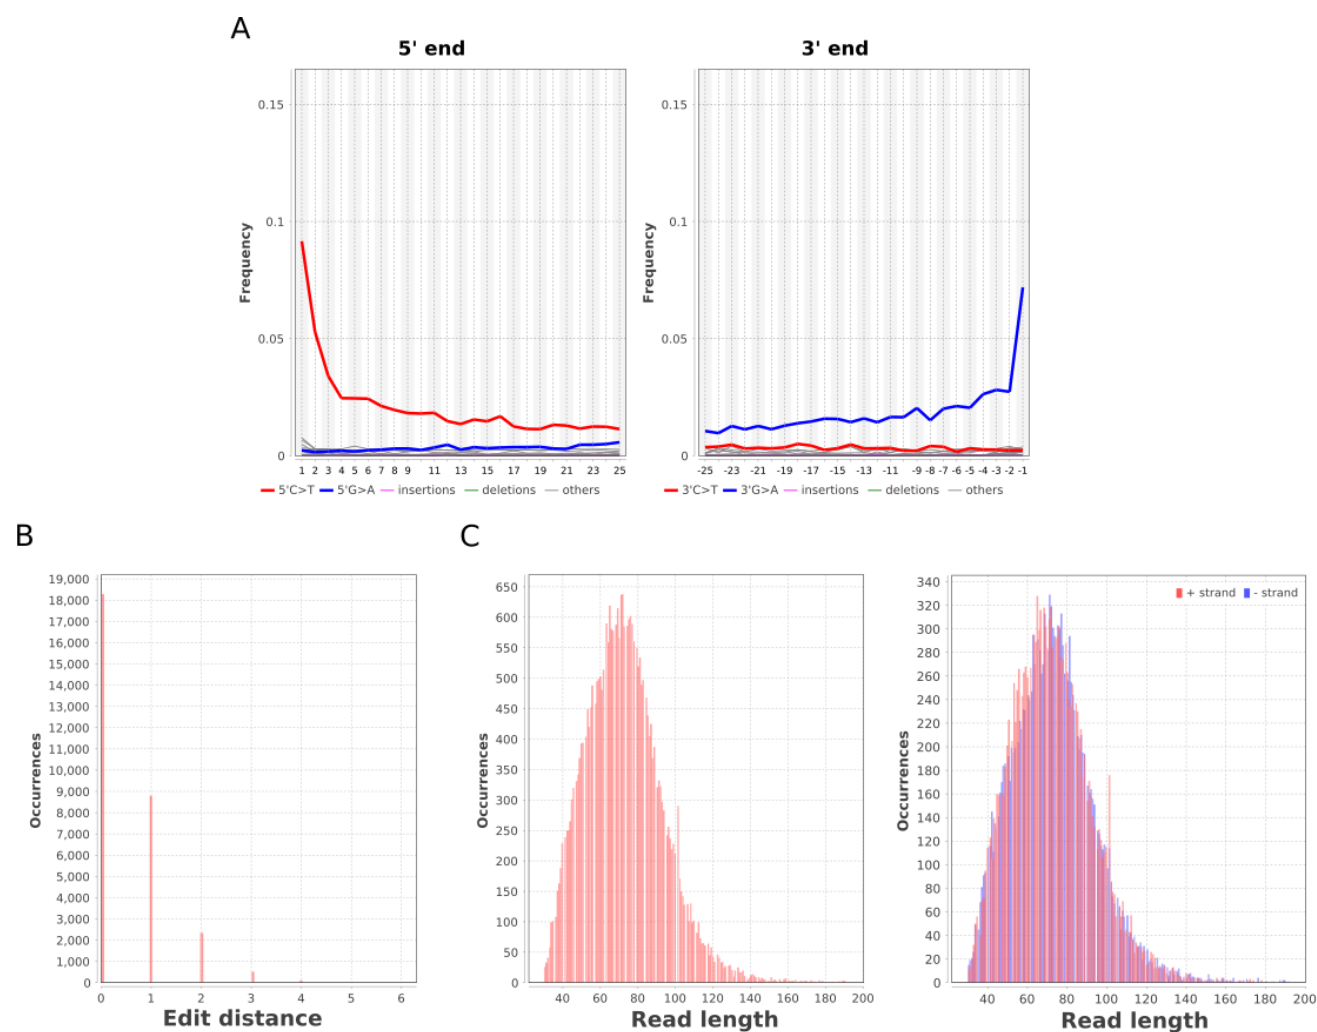 A
5' end
3' end
0.15
0.1
0.05
0
Frequency
1 2 3 4 5 6 7 8 9 11 13 15 17 19 21 23 25
5'C>T 5'G>A insertions deletions others
0.15
0.1
0.05
0
Frequency
-25 -23 -21 -19 -17 -15 -13 -11 -9 -8 -7 -6 -5 -4 -3 -2 -1
3'C>T 3'G>A insertions deletions others
B
19,000
18,000
17,000
16,000
15,000
14,000
13,000
12,000
11,000
10,000
9,000
8,000
7,000
6,000
5,000
4,000
3,000
2,000
1,000
0
Occurrences
0 1 2 3 4 5 6
Edit distance
C
650
600
550
500
450
400
350
300
250
200
150
100
50
0
Occurrences
40 60 80 100 120 140 160 180 200
Read length
340
320
300
280
260
240
220
200
180
160
140
120
100
80
60
40
20
0
Occurrences
+ strand - strand
40 60 80 100 120 140 160 180 200
Read length